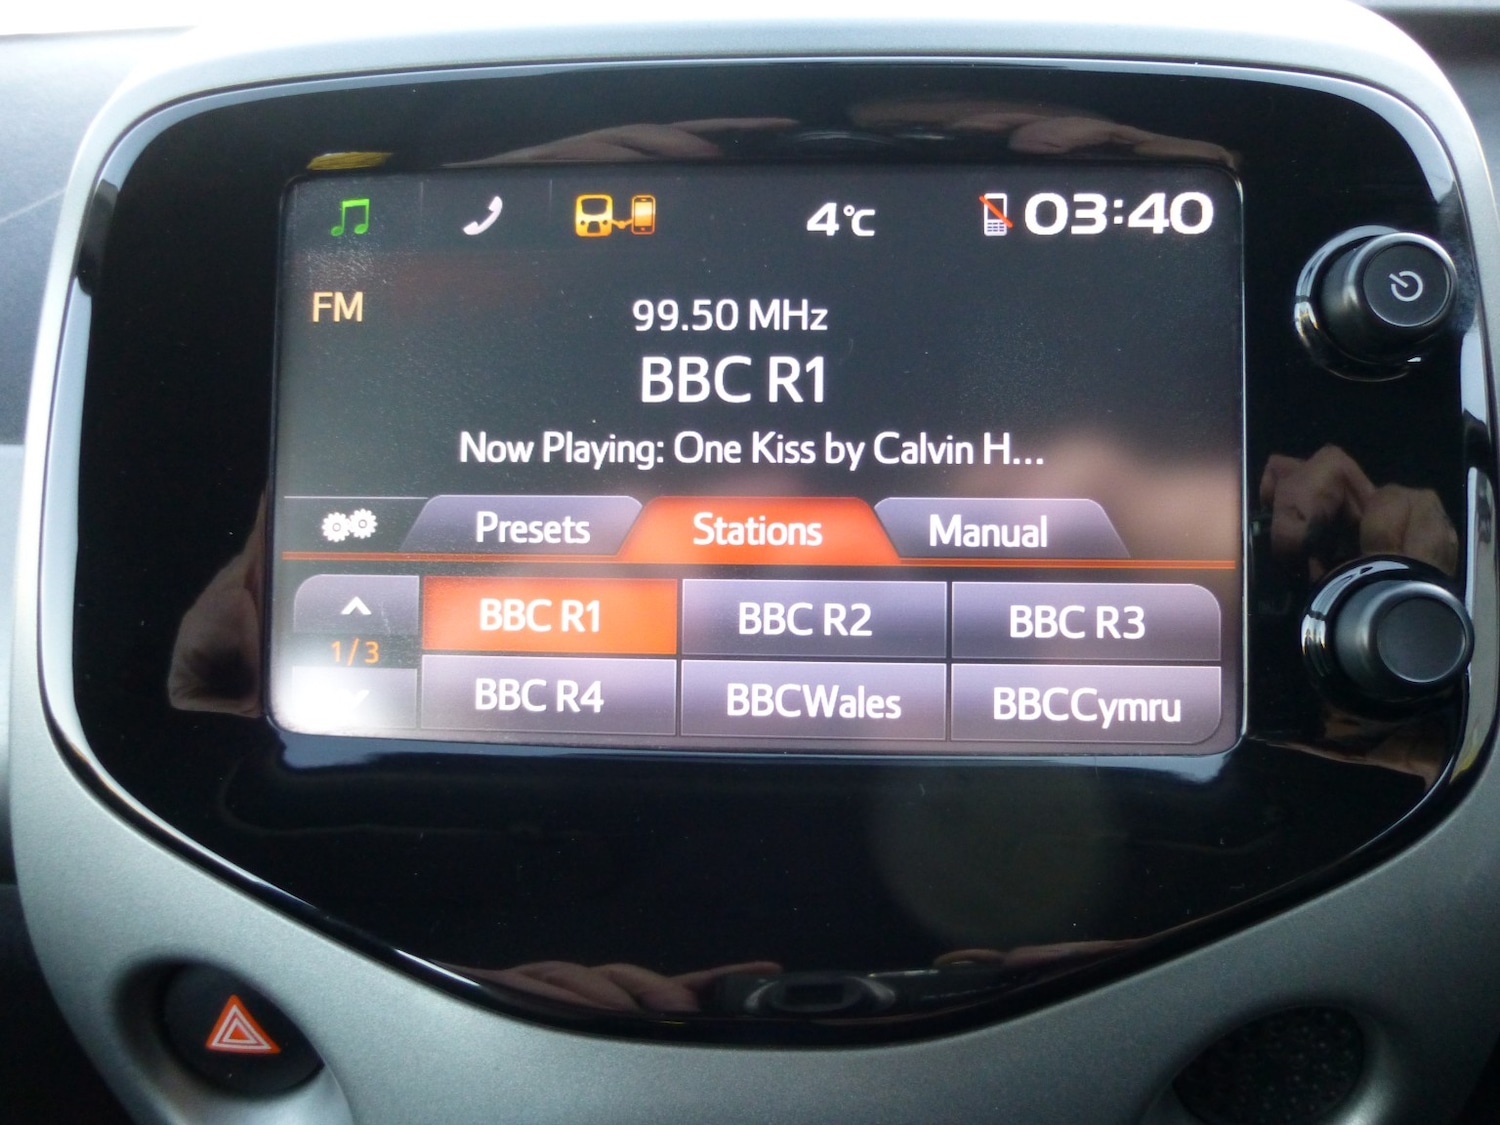 4°C 03:40
FM
99.50 MHz
BBC R1
Now Playing: One Kiss by Calvin H...
Presets Stations Manual
BBC R1 BBC R2 BBC R3
1/3
BBC R4 BBCWales BBCCymru